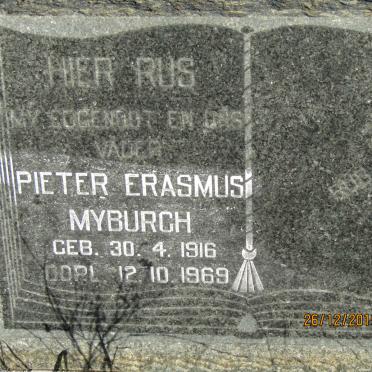 HIER RUS
MY EGGENOOT EN ONS
VADER
PIETER ERASMUS
MYBURGH
GEB. 30. 4. 1916
OORL. 12. 10. 1969
26/12/201